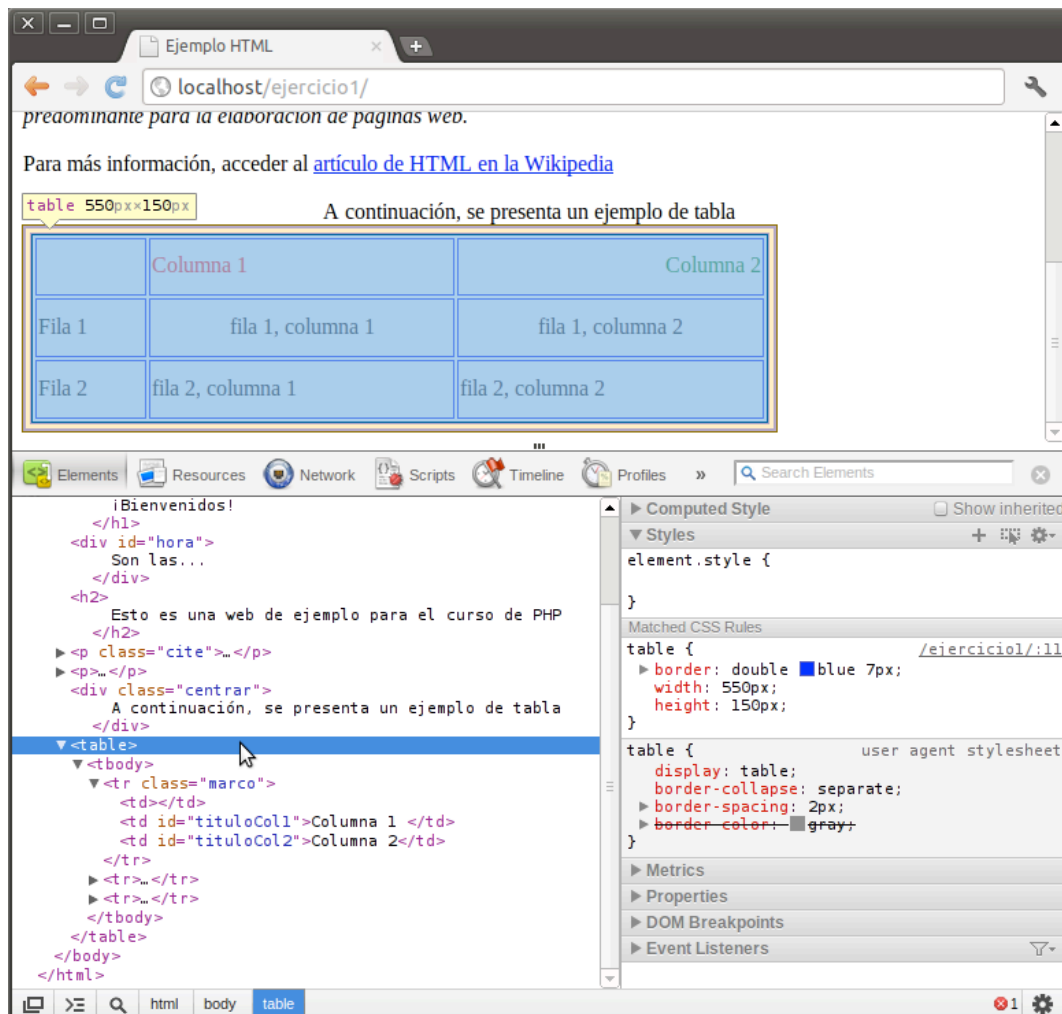 Ejemplo HTML
localhost/ejercicio1/
predominante para la elaboración de páginas web.
Para más información, acceder al artículo de HTML en la Wikipedia
table 550px×150px
A continuación, se presenta un ejemplo de tabla
Columna 1 Columna 2
Fila 1 fila 1, columna 1 fila 1, columna 2
Fila 2 fila 2, columna 1 fila 2, columna 2
Elements Resources Network Scripts Timeline Profiles » Search Elements
¡Bienvenidos!
</h1>
<div id="hora">
Son las...
</div>
<h2>
Esto es una web de ejemplo para el curso de PHP
</h2>
▶<p class="cite">…</p>
▶<p>…</p>
<div class="centrar">
A continuación, se presenta un ejemplo de tabla
</div>
▼<table>
▼<tbody>
▼<tr class="marco">
<td></td>
<td id="tituloCol1">Columna 1 </td>
<td id="tituloCol2">Columna 2</td>
</tr>
▶<tr>…</tr>
▶<tr>…</tr>
</tbody>
</table>
</body>
</html>
▶ Computed Style Show inherited
▼ Styles
element.style {
}
Matched CSS Rules
table { /ejercicio1/:11
▶ border: double blue 7px;
width: 550px;
height: 150px;
}
table { user agent stylesheet
display: table;
border-collapse: separate;
▶ border-spacing: 2px;
▶ border-color: gray;
}
▶ Metrics
▶ Properties
▶ DOM Breakpoints
▶ Event Listeners
html body table
1